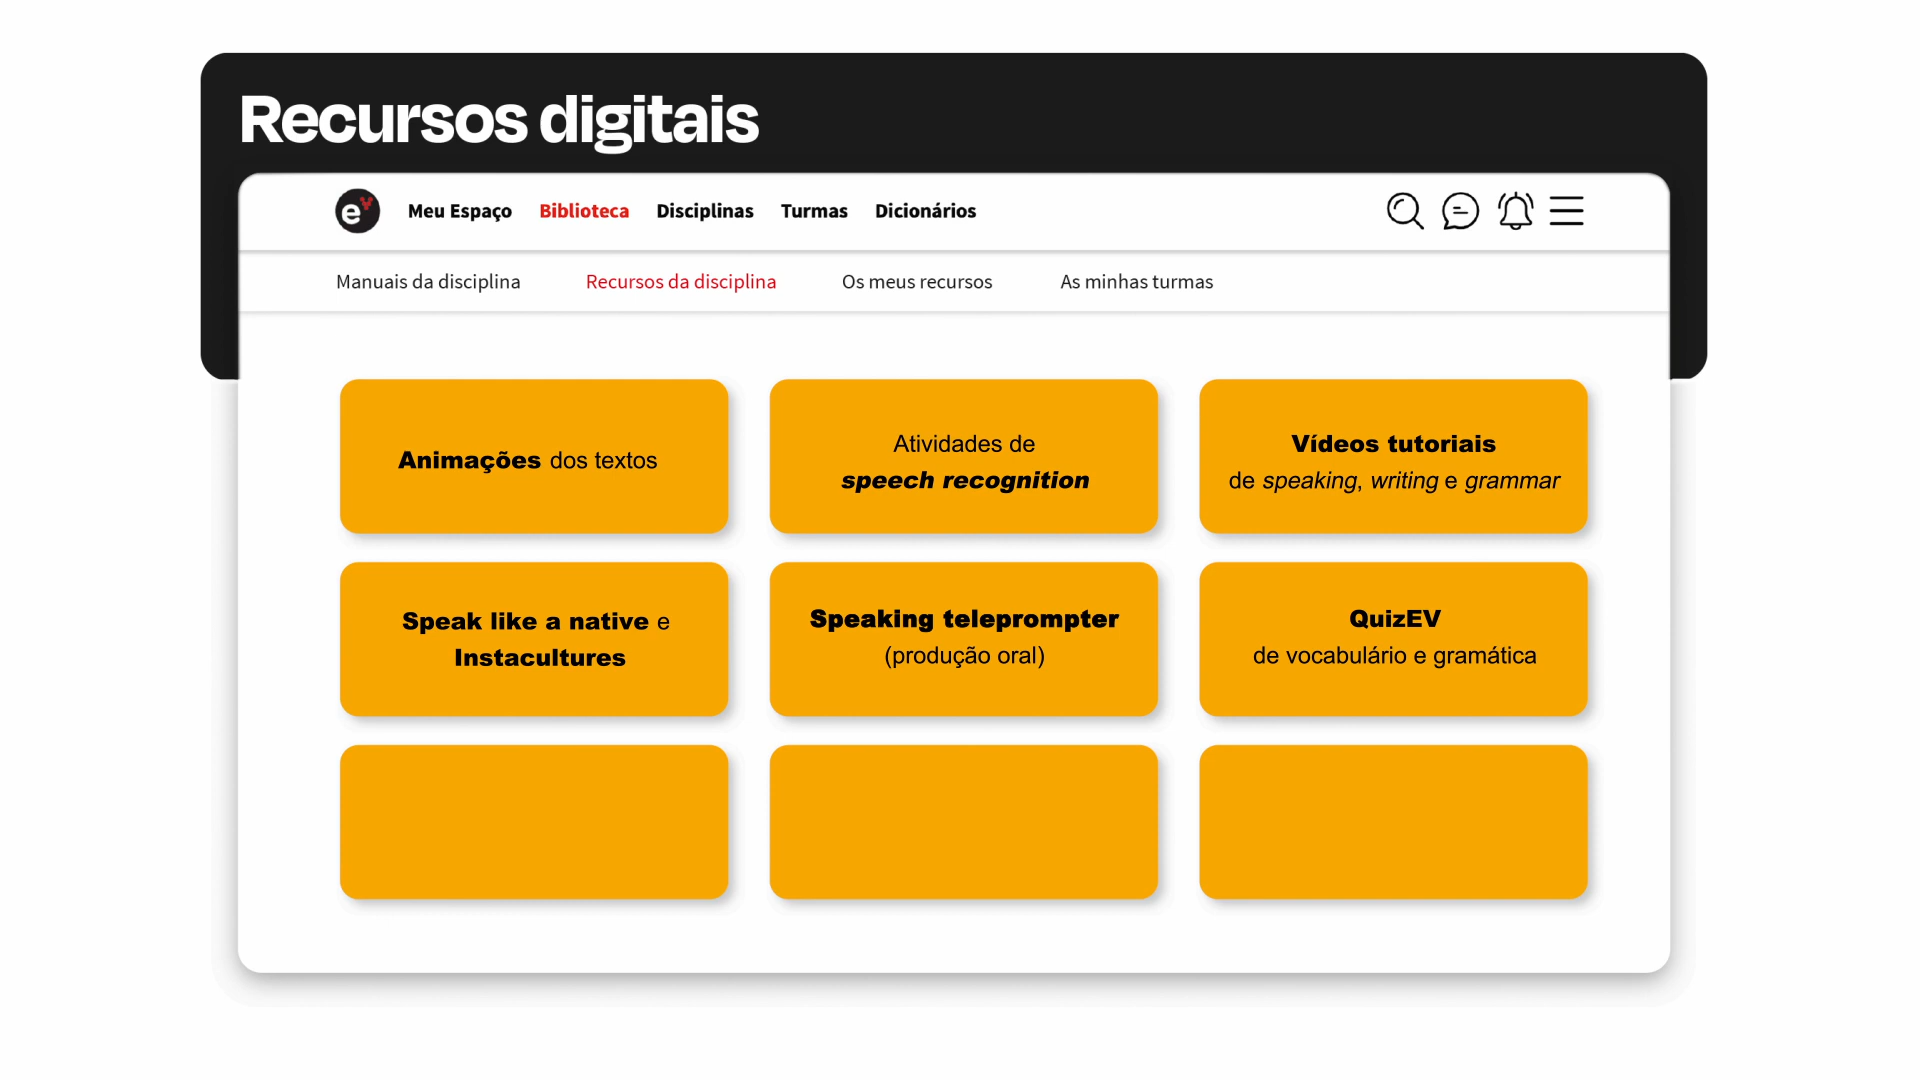 Recursos digitais
eV Meu Espaço Biblioteca Disciplinas Turmas Dicionários
Manuais da disciplina Recursos da disciplina Os meus recursos As minhas turmas
Animações dos textos
Atividades de
speech recognition
Vídeos tutoriais
de speaking, writing e grammar
Speak like a native e
Instacultures
Speaking teleprompter
(produção oral)
QuizEV
de vocabulário e gramática